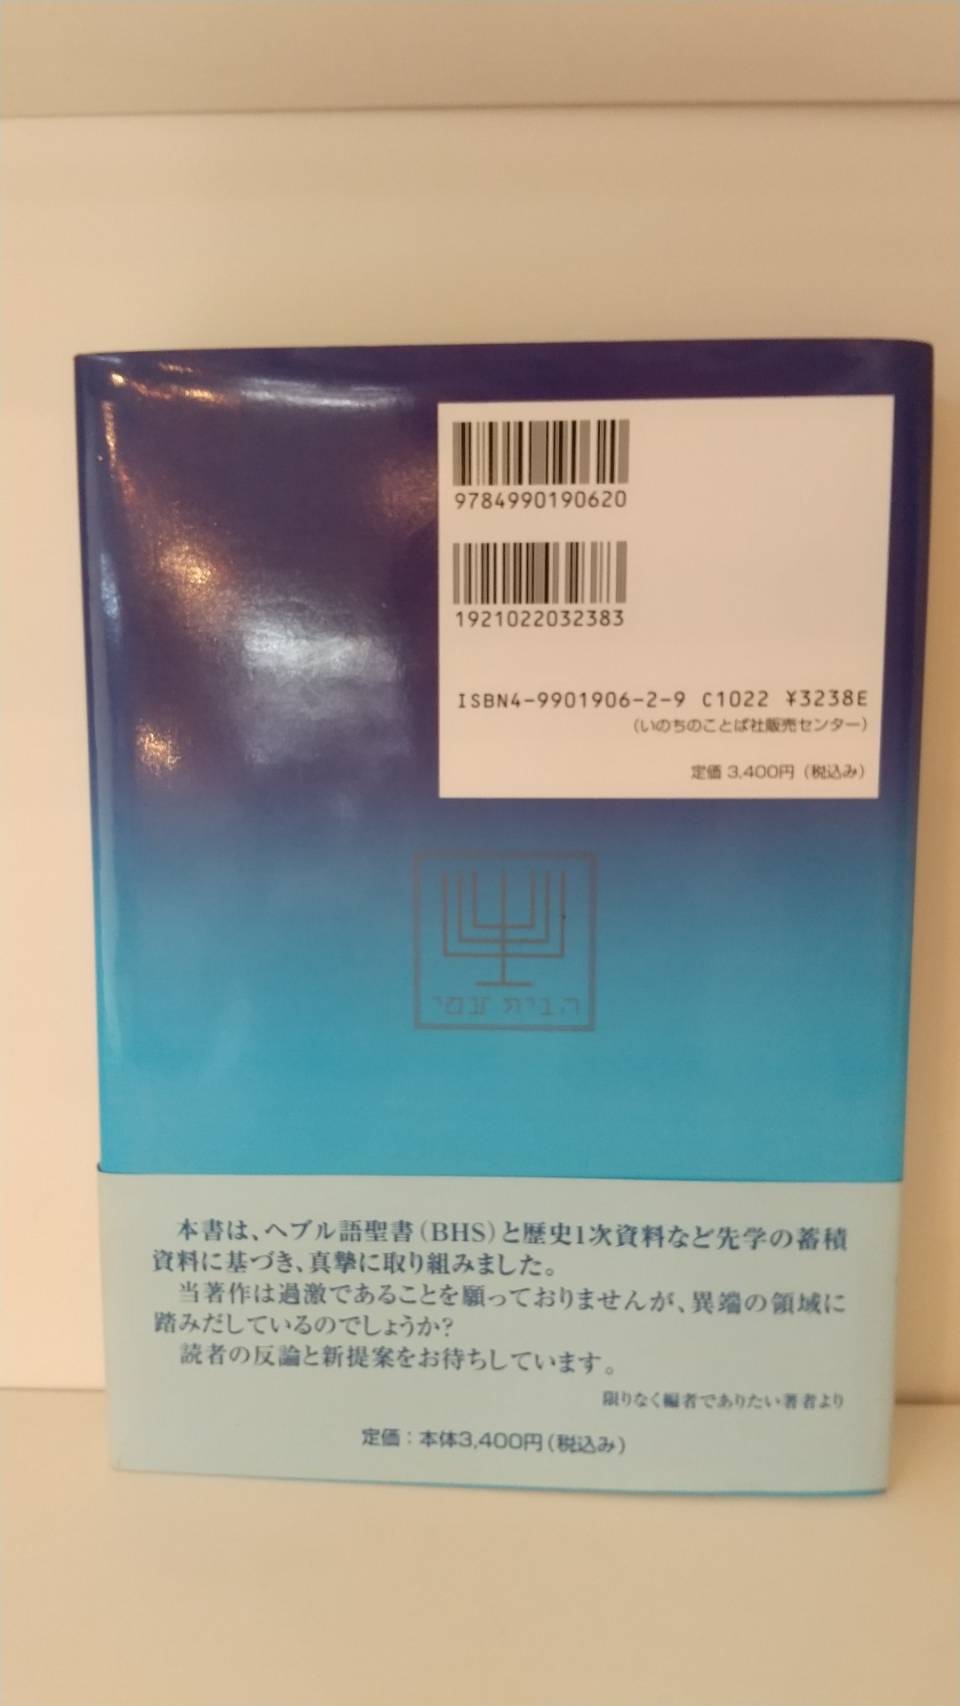 9784990190620
1921022032383
ISBN4-9901906-2-9 C1022 ¥3238E
（いのちのことば社販売センター）
定価 3,400円（税込み）
本書は、ヘブル語聖書（BHS）と歴史1次資料など先学の蓄積
資料に基づき、真摯に取り組みました。
当著作は過激であることを願っておりませんが、異端の領域に
踏みだしているのでしょうか？
読者の反論と新提案をお待ちしています。
限りなく編者でありたい著者より
定価：本体3,400円（税込み）